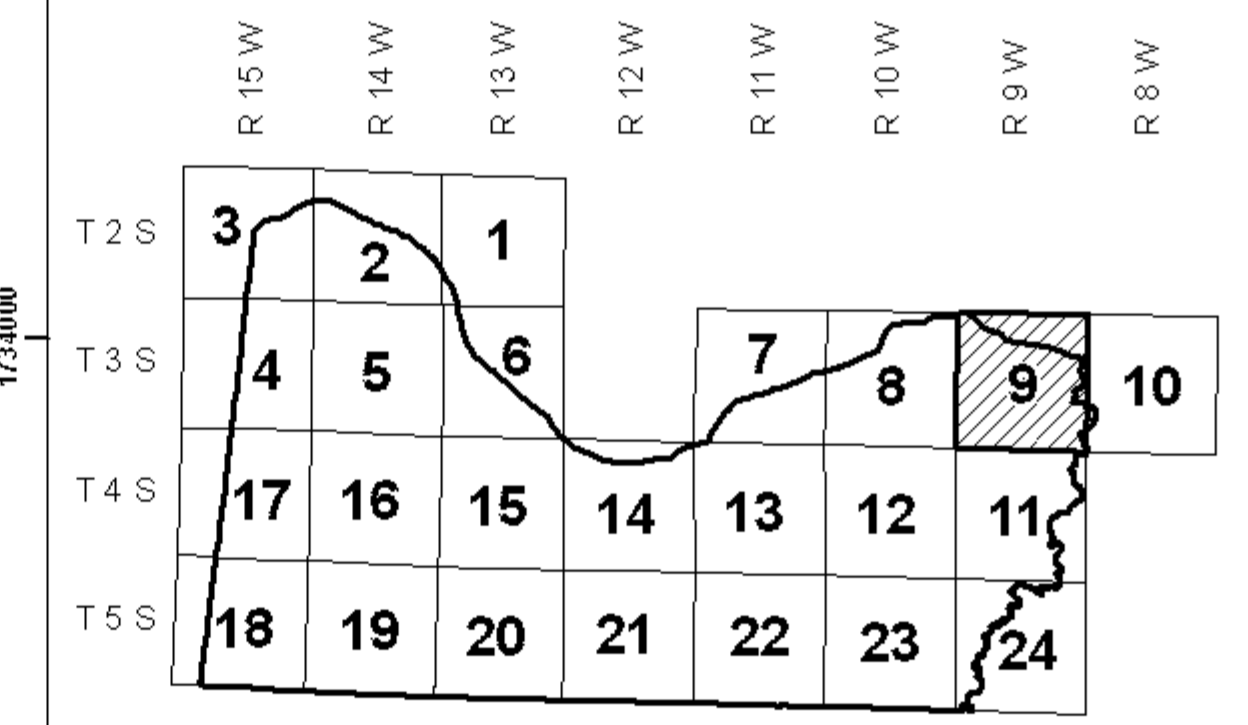 R 15 W R 14 W R 13 W R 12 W R 11 W R 10 W R 9 W R 8 W
T 2 S 3 2 1
1734000
T 3 S 4 5 6 7 8 9 10
T 4 S 17 16 15 14 13 12 11
T 5 S 18 19 20 21 22 23 24